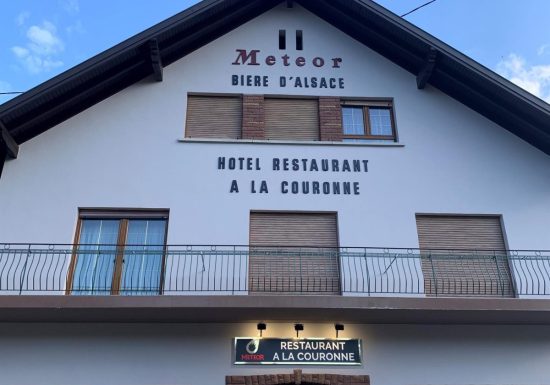 Meteor
BIERE D'ALSACE
HOTEL RESTAURANT
A LA COURONNE
METEOR
RESTAURANT
A LA COURONNE